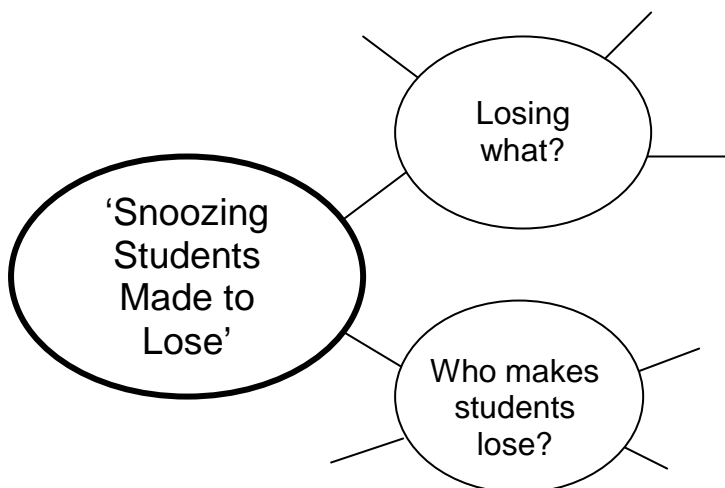 ‘Snoozing
Students
Made to
Lose’
Losing
what?
Who makes
students
lose?